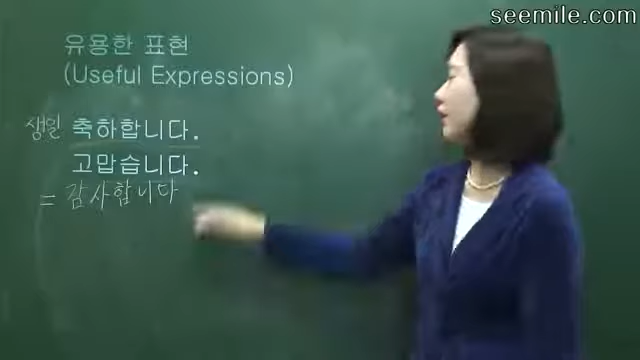 seemile.com
유용한 표현
(Useful Expressions)
생일 축하합니다.
고맙습니다.
= 감사합니다